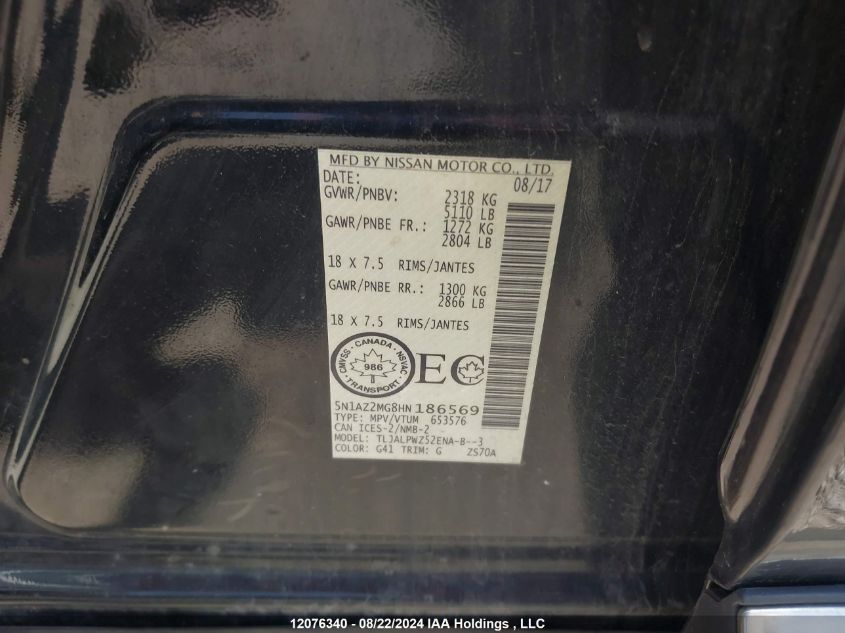 MFD BY NISSAN MOTOR CO., LTD.
DATE: 08/17
GVWR/PNBV: 2318 KG
5110 LB
GAWR/PNBE FR.: 1272 KG
2804 LB
18 X 7.5 RIMS/JANTES
GAWR/PNBE RR.: 1300 KG
2866 LB
18 X 7.5 RIMS/JANTES
CANADA
CMVSS NSVAC
986
TRANSPORT
EC
5N1AZ2MG8HN186569
TYPE: MPV/VTUM 653576
CAN ICES-2/NMB-2
MODEL: TLJALPWZ52ENA-B--3
COLOR: G41 TRIM: G ZS70A
12076340 - 08/22/2024 IAA Holdings , LLC